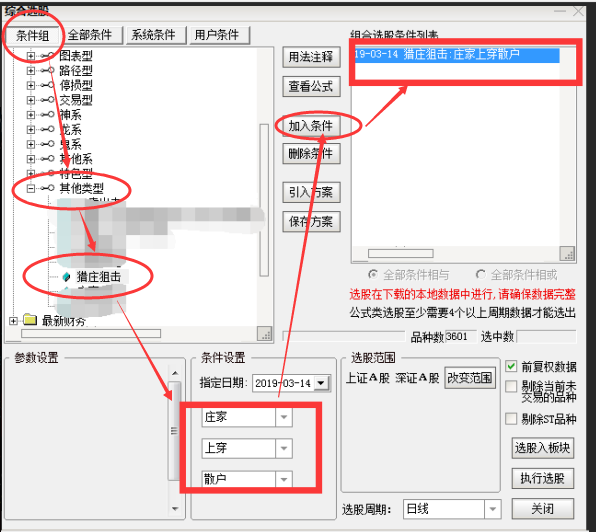 综合选股
条件组 全部条件 系统条件 用户条件
图表型
路径型
停损型
交易型
神系
龙系
鬼系
其他系
特色型
其他类型
猎庄狙击
最新财务
用法注释
查看公式
加入条件
删除条件
引入方案
保存方案
综合选股条件列表
19-03-14 猎庄狙击:庄家上穿散户
全部条件相与 全部条件相或
选股在下载的本地数据中进行,请确保数据完整
公式类选股至少需要4个以上周期数据才能选出
品种数3601 选中数
参数设置
条件设置
指定日期: 2019-03-14
庄家
上穿
散户
选股范围
上证A股 深证A股 改变范围
选股周期: 日线
前复权数据
剔除当前未
交易的品种
剔除ST品种
选股入板块
执行选股
关闭